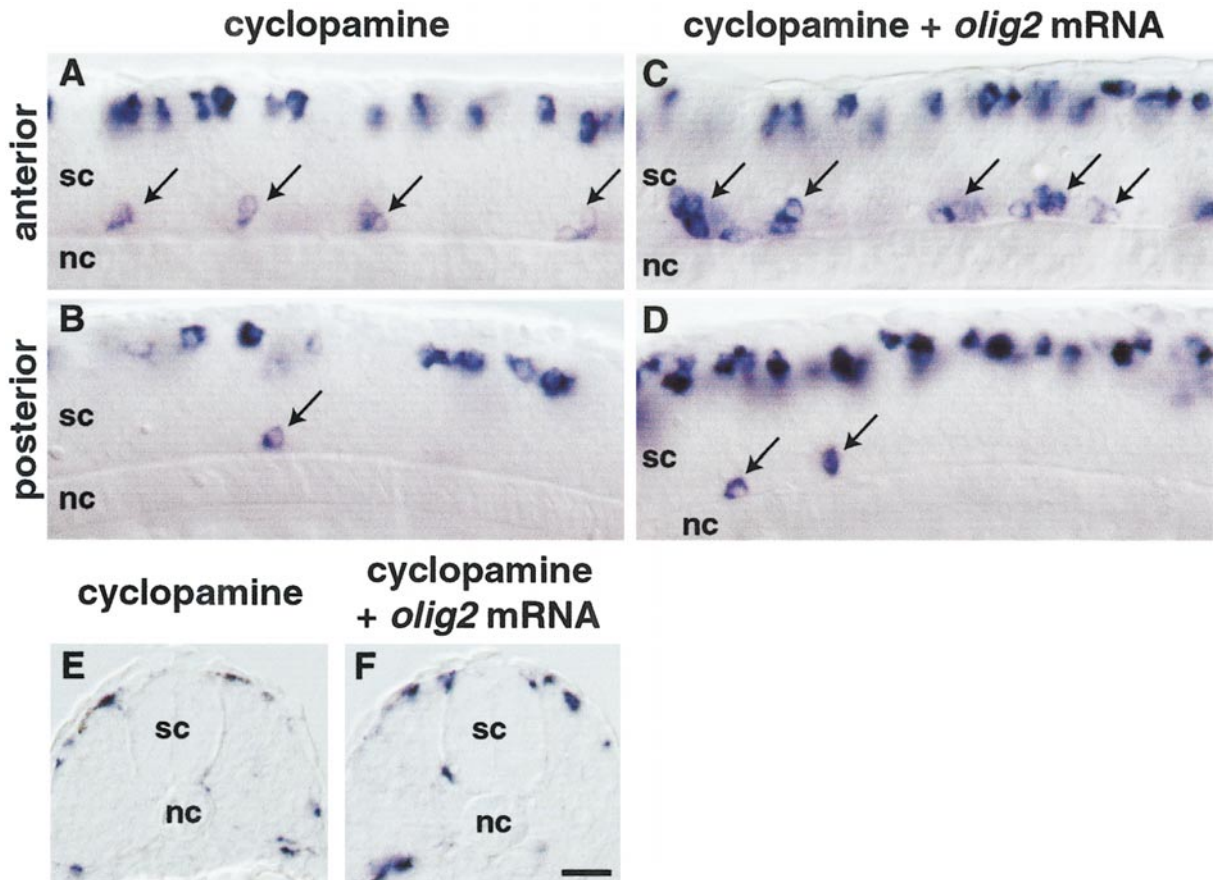 cyclopamine
cyclopamine + olig2 mRNA
anterior
A
sc
nc
C
sc
nc
posterior
B
sc
nc
D
sc
nc
cyclopamine
cyclopamine
+ olig2 mRNA
E
sc
nc
F
sc
nc